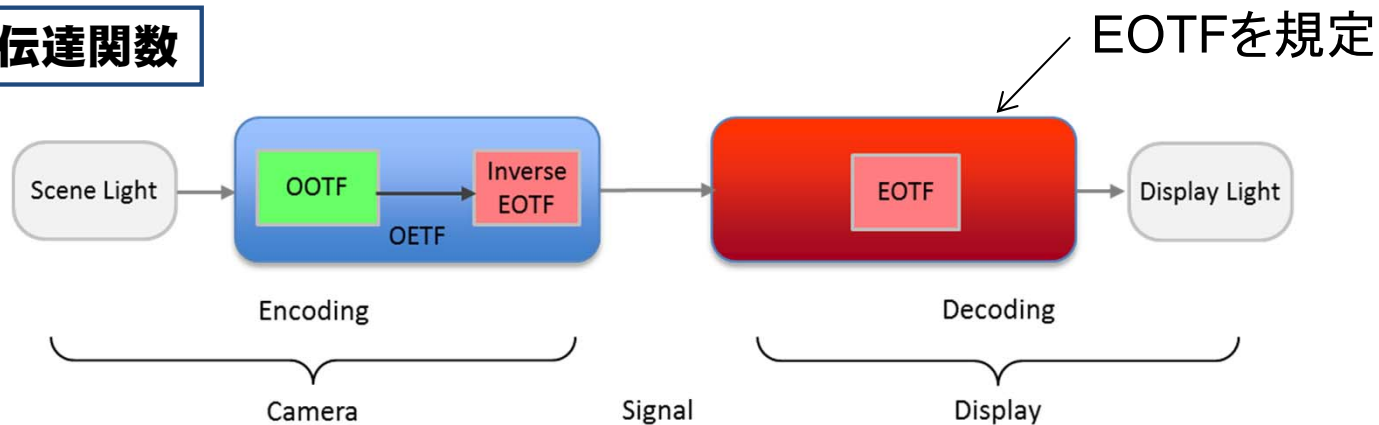 伝達関数
EOTFを規定
Scene Light
OOTF
OETF
Inverse
EOTF
EOTF
Display Light
Encoding
Decoding
Camera
Signal
Display